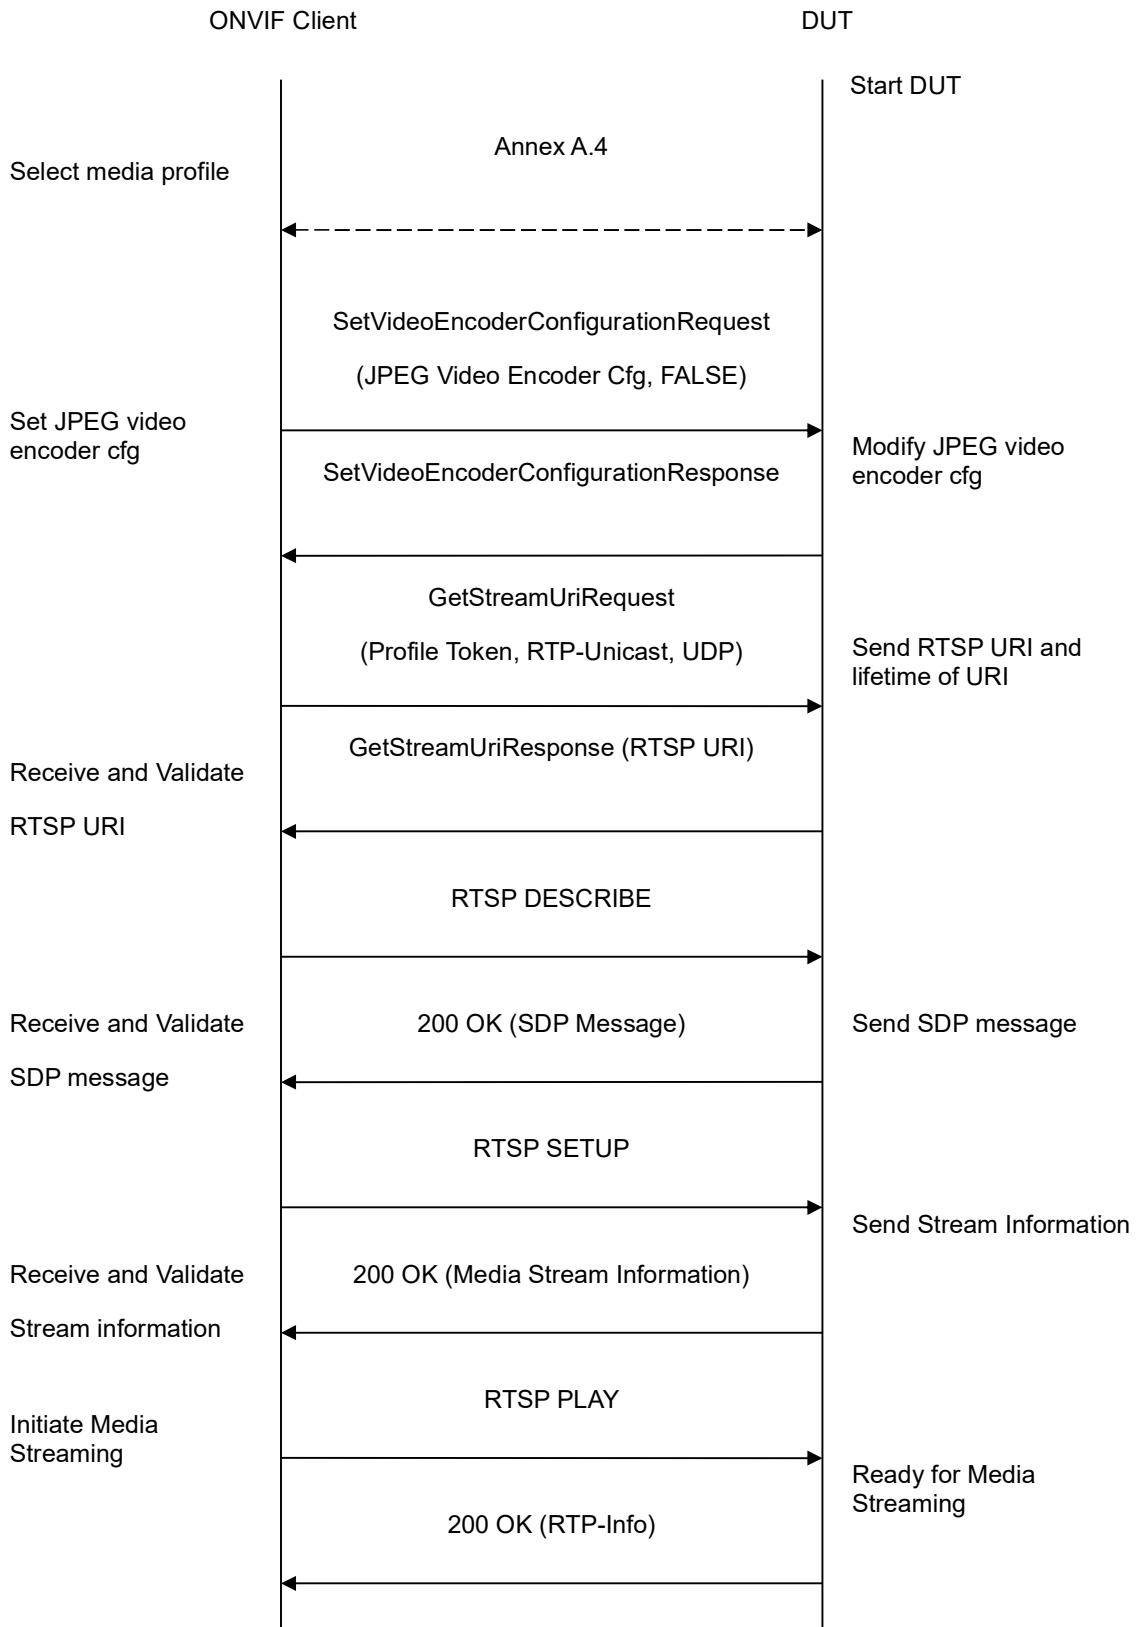 ONVIF Client
DUT
Start DUT
Annex A.4
Select media profile
SetVideoEncoderConfigurationRequest
(JPEG Video Encoder Cfg, FALSE)
Set JPEG video
encoder cfg
Modify JPEG video
encoder cfg
SetVideoEncoderConfigurationResponse
GetStreamUriRequest
(Profile Token, RTP-Unicast, UDP)
Send RTSP URI and
lifetime of URI
GetStreamUriResponse (RTSP URI)
Receive and Validate
RTSP URI
RTSP DESCRIBE
Receive and Validate
SDP message
200 OK (SDP Message)
Send SDP message
RTSP SETUP
Send Stream Information
Receive and Validate
Stream information
200 OK (Media Stream Information)
RTSP PLAY
Initiate Media
Streaming
Ready for Media
Streaming
200 OK (RTP-Info)